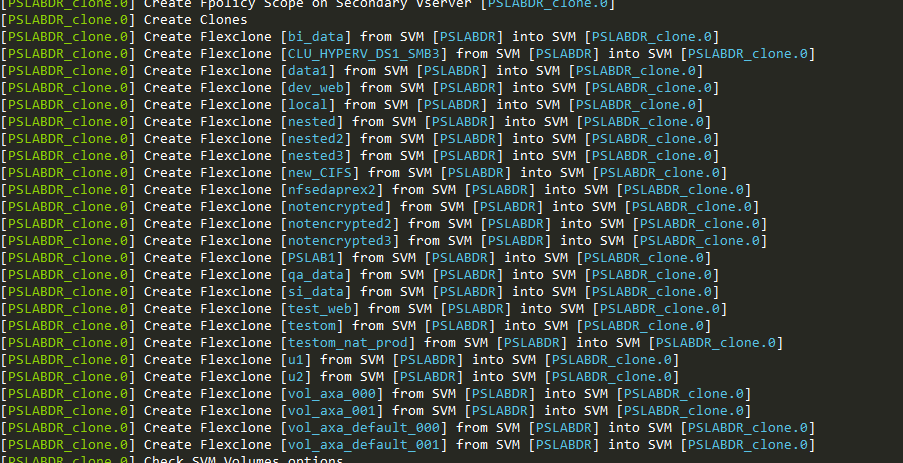 [PSLABDR_clone.0] Create Fpolicy Scope on Secondary Vserver [PSLABDR_clone.0]
[PSLABDR_clone.0] Create Clones
[PSLABDR_clone.0] Create Flexclone [bi_data] from SVM [PSLABDR] into SVM [PSLABDR_clone.0]
[PSLABDR_clone.0] Create Flexclone [CLU_HYPERV_DS1_SMB3] from SVM [PSLABDR] into SVM [PSLABDR_clone.0]
[PSLABDR_clone.0] Create Flexclone [data1] from SVM [PSLABDR] into SVM [PSLABDR_clone.0]
[PSLABDR_clone.0] Create Flexclone [dev_web] from SVM [PSLABDR] into SVM [PSLABDR_clone.0]
[PSLABDR_clone.0] Create Flexclone [local] from SVM [PSLABDR] into SVM [PSLABDR_clone.0]
[PSLABDR_clone.0] Create Flexclone [nested] from SVM [PSLABDR] into SVM [PSLABDR_clone.0]
[PSLABDR_clone.0] Create Flexclone [nested2] from SVM [PSLABDR] into SVM [PSLABDR_clone.0]
[PSLABDR_clone.0] Create Flexclone [nested3] from SVM [PSLABDR] into SVM [PSLABDR_clone.0]
[PSLABDR_clone.0] Create Flexclone [new_CIFS] from SVM [PSLABDR] into SVM [PSLABDR_clone.0]
[PSLABDR_clone.0] Create Flexclone [nfsedaprex2] from SVM [PSLABDR] into SVM [PSLABDR_clone.0]
[PSLABDR_clone.0] Create Flexclone [notencrypted] from SVM [PSLABDR] into SVM [PSLABDR_clone.0]
[PSLABDR_clone.0] Create Flexclone [notencrypted2] from SVM [PSLABDR] into SVM [PSLABDR_clone.0]
[PSLABDR_clone.0] Create Flexclone [notencrypted3] from SVM [PSLABDR] into SVM [PSLABDR_clone.0]
[PSLABDR_clone.0] Create Flexclone [PSLAB1] from SVM [PSLABDR] into SVM [PSLABDR_clone.0]
[PSLABDR_clone.0] Create Flexclone [qa_data] from SVM [PSLABDR] into SVM [PSLABDR_clone.0]
[PSLABDR_clone.0] Create Flexclone [si_data] from SVM [PSLABDR] into SVM [PSLABDR_clone.0]
[PSLABDR_clone.0] Create Flexclone [test_web] from SVM [PSLABDR] into SVM [PSLABDR_clone.0]
[PSLABDR_clone.0] Create Flexclone [testom] from SVM [PSLABDR] into SVM [PSLABDR_clone.0]
[PSLABDR_clone.0] Create Flexclone [testom_nat_prod] from SVM [PSLABDR] into SVM [PSLABDR_clone.0]
[PSLABDR_clone.0] Create Flexclone [u1] from SVM [PSLABDR] into SVM [PSLABDR_clone.0]
[PSLABDR_clone.0] Create Flexclone [u2] from SVM [PSLABDR] into SVM [PSLABDR_clone.0]
[PSLABDR_clone.0] Create Flexclone [vol_axa_000] from SVM [PSLABDR] into SVM [PSLABDR_clone.0]
[PSLABDR_clone.0] Create Flexclone [vol_axa_001] from SVM [PSLABDR] into SVM [PSLABDR_clone.0]
[PSLABDR_clone.0] Create Flexclone [vol_axa_default_000] from SVM [PSLABDR] into SVM [PSLABDR_clone.0]
[PSLABDR_clone.0] Create Flexclone [vol_axa_default_001] from SVM [PSLABDR] into SVM [PSLABDR_clone.0]
[PSLABDR_clone.0] Check SVM Volumes options